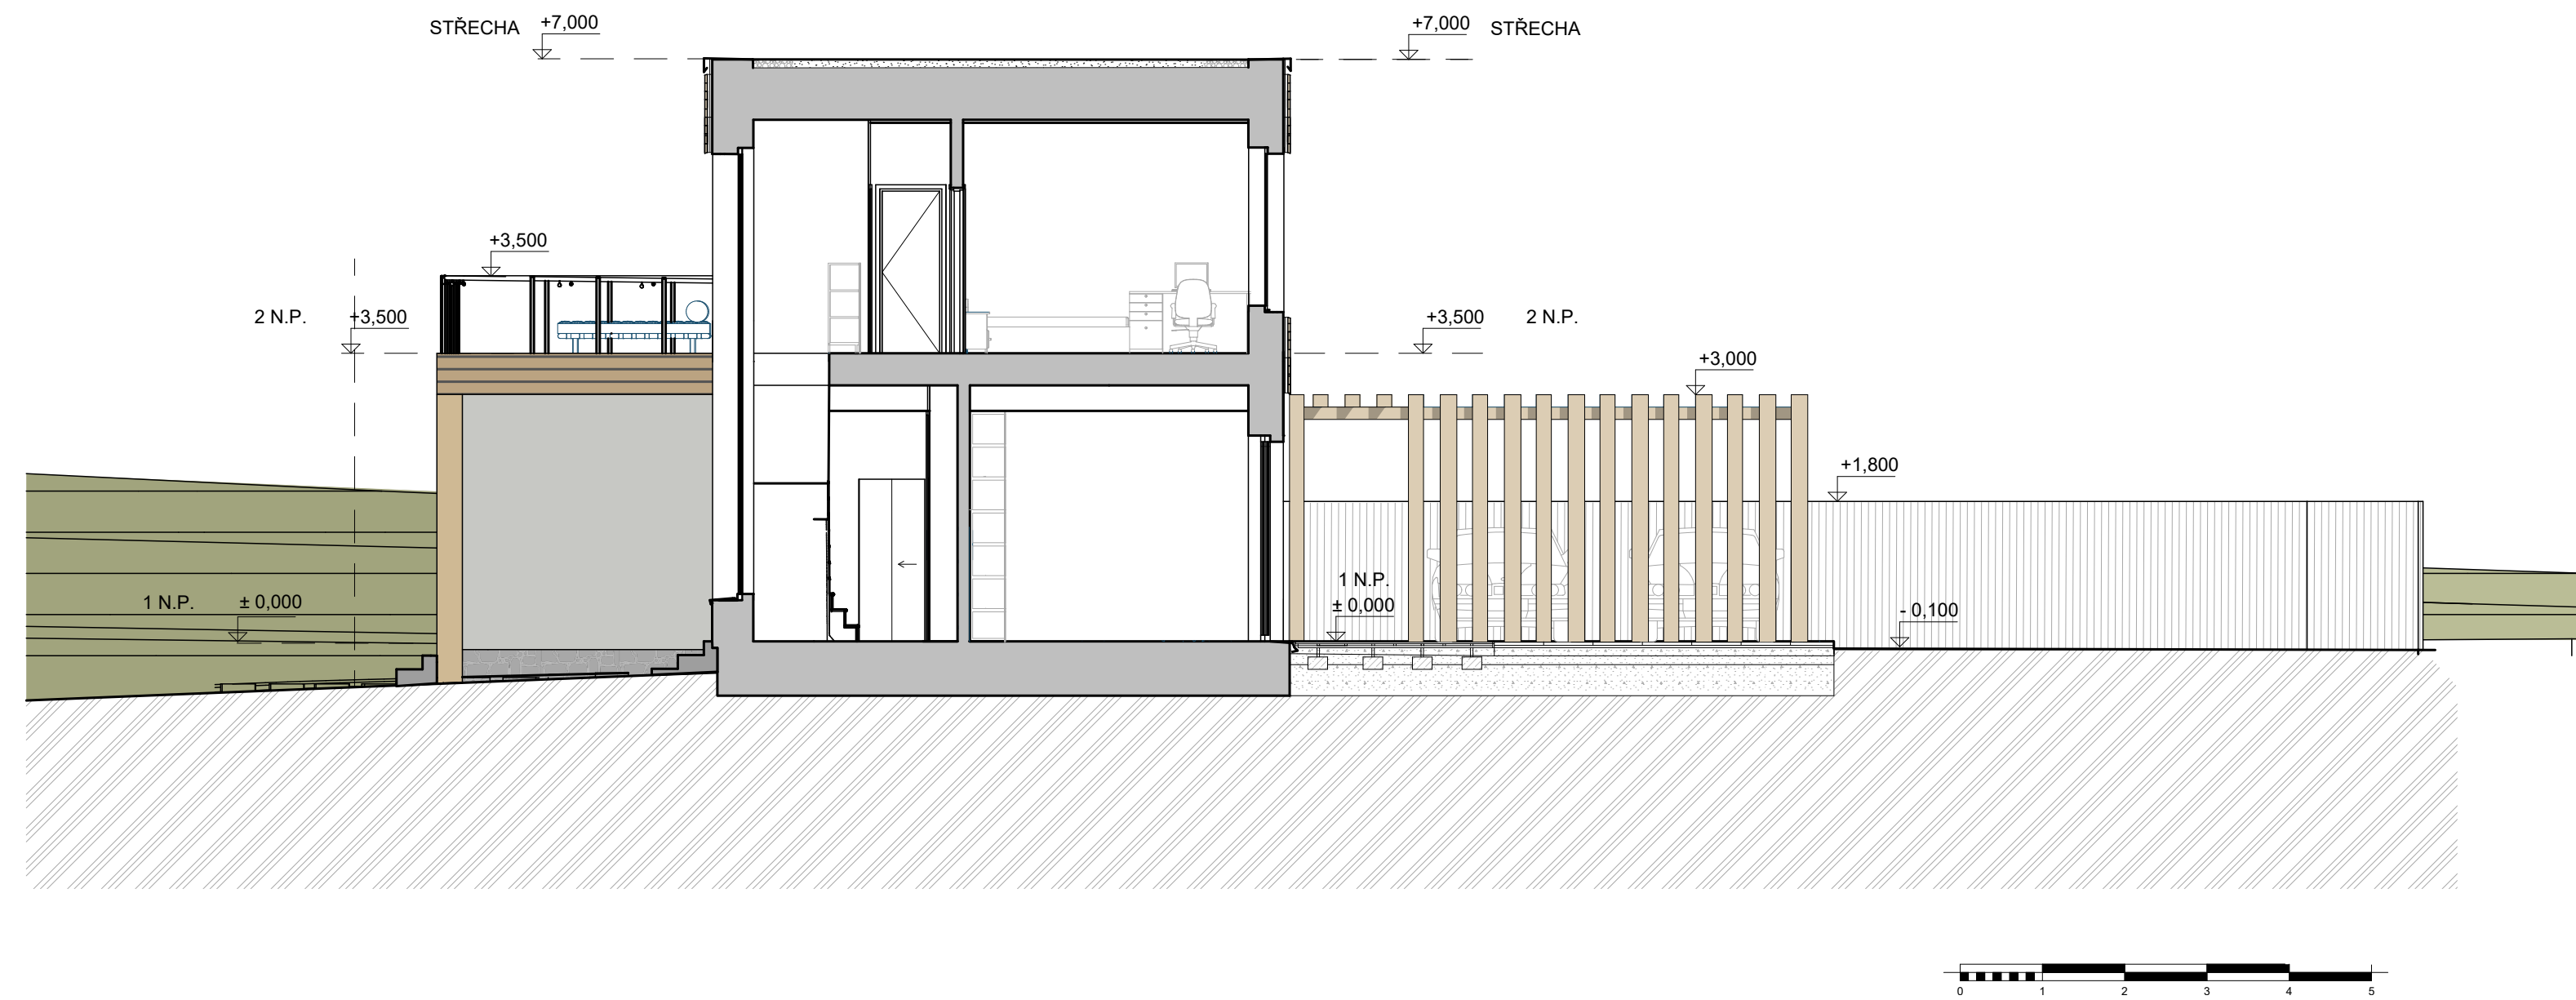 STŘECHA +7,000
+7,000 STŘECHA
+3,500
2 N.P. +3,500
+3,500 2 N.P.
+3,000
+1,800
1 N.P. ± 0,000
1 N.P.
± 0,000
- 0,100
0 1 2 3 4 5